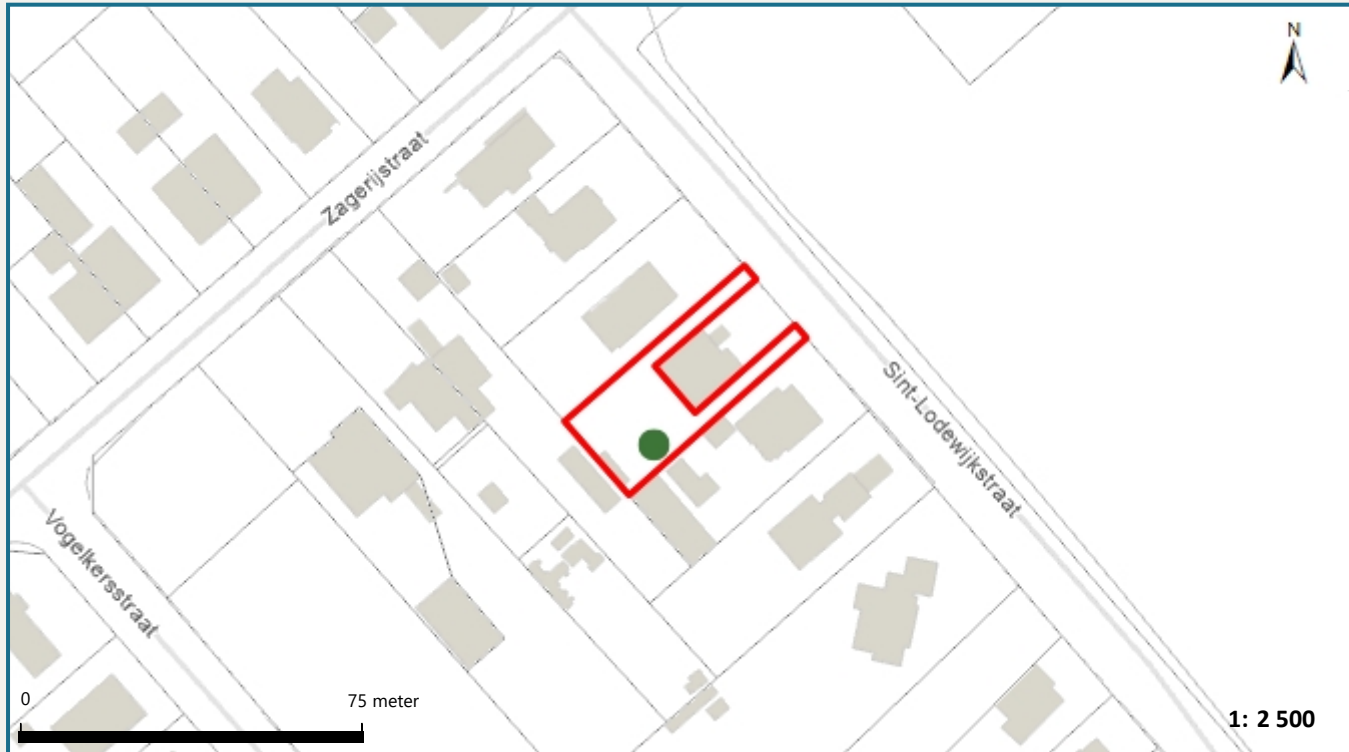 N
Zagerijstraat
Sint-Lodewijkstraat
Vogelkersstraat
0 75 meter
1: 2 500